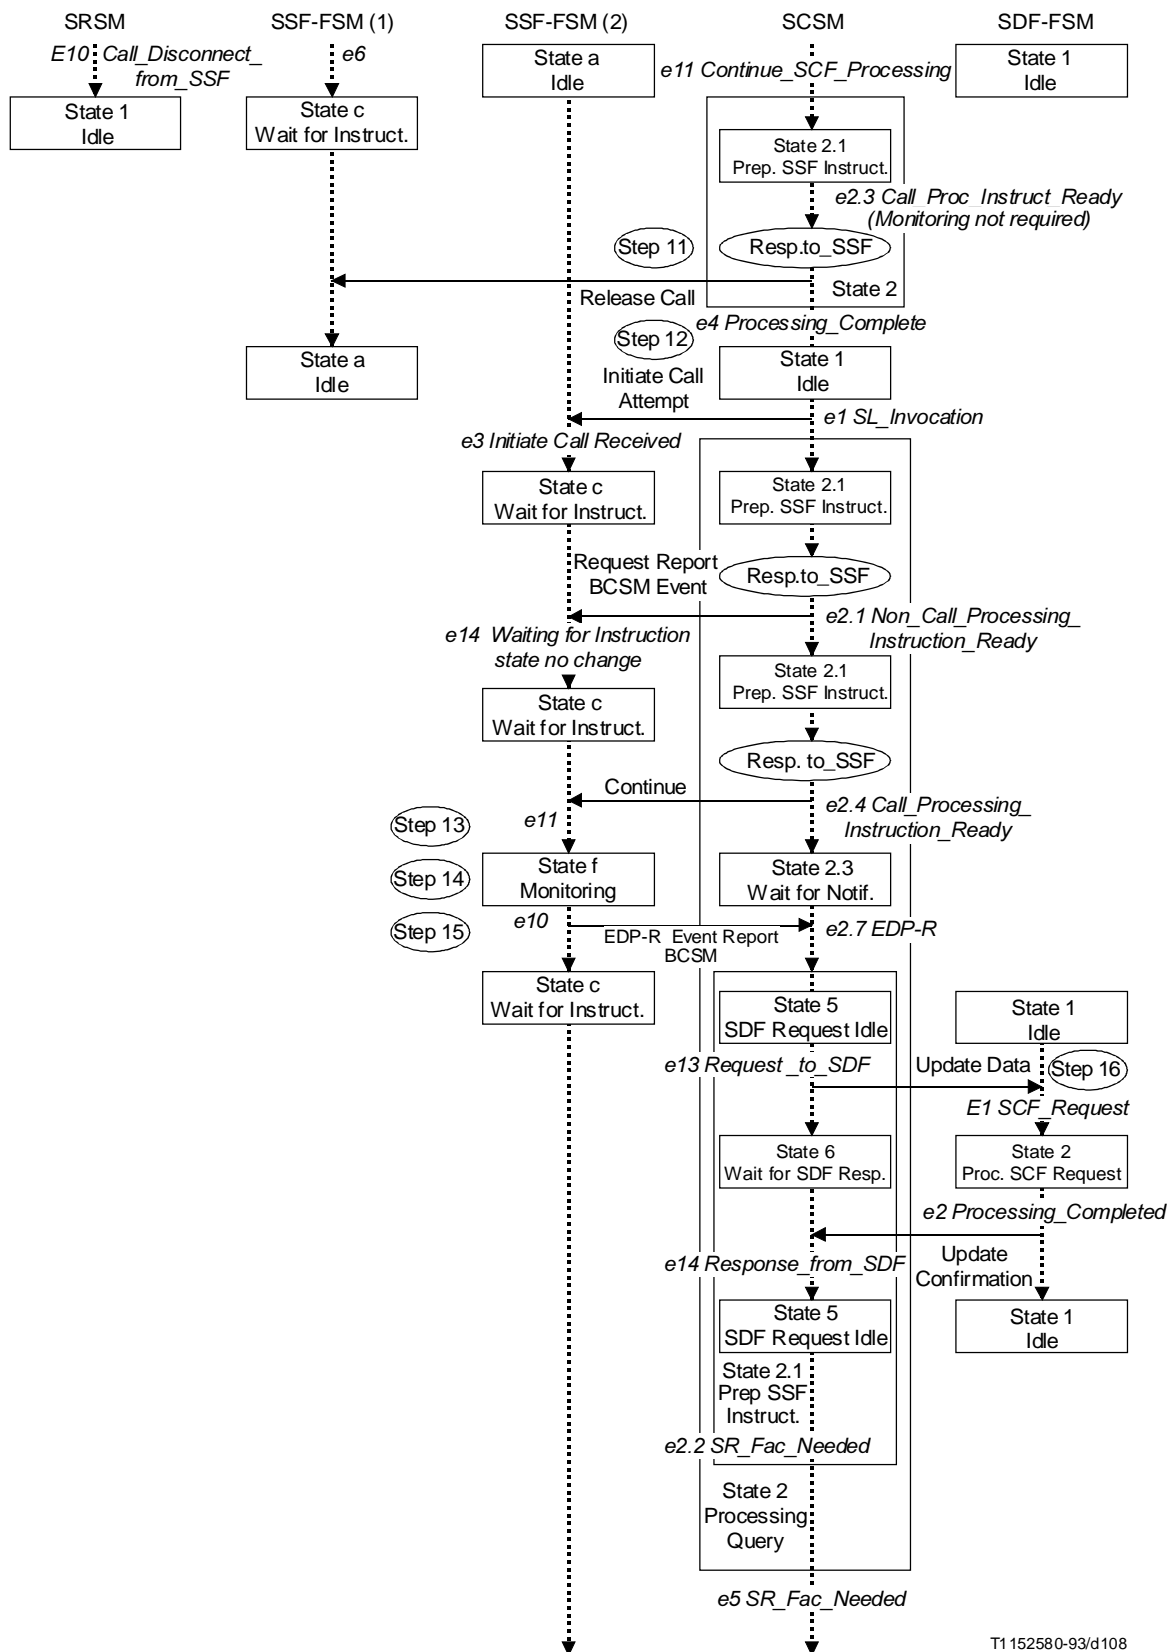 SRSM
SSF-FSM (1)
SSF-FSM (2)
SCSM
SDF-FSM
E10 Call_Disconnect_
from_SSF
e6
State a
Idle
e11 Continue_SCF_Processing
State 1
Idle
State 1
Idle
State c
Wait for Instruct.
State 2.1
Prep. SSF Instruct.
e2.3 Call_Proc_Instruct_Ready
(Monitoring not required)
Step 11
Resp.to_SSF
Release Call
State 2
e4 Processing_Complete
Step 12
State a
Idle
Initiate Call
Attempt
State 1
Idle
e1 SL_Invocation
e3 Initiate Call Received
State c
Wait for Instruct.
State 2.1
Prep. SSF Instruct.
Request Report
BCSM Event
Resp.to_SSF
e2.1 Non_Call_Processing_
Instruction_Ready
e14 Waiting for Instruction
state no change
State 2.1
Prep. SSF Instruct.
State c
Wait for Instruct.
Resp. to_SSF
Continue
e2.4 Call_Processing_
Instruction_Ready
Step 13
e11
Step 14
State f
Monitoring
State 2.3
Wait for Notif.
Step 15
e10
EDP-R Event Report
BCSM
e2.7 EDP-R
State c
Wait for Instruct.
State 5
SDF Request Idle
State 1
Idle
e13 Request _to_SDF
Update Data
Step 16
E1 SCF_Request
State 6
Wait for SDF Resp.
State 2
Proc. SCF Request
e2 Processing_Completed
e14 Response_from_SDF
Update
Confirmation
State 5
SDF Request Idle
State 1
Idle
State 2.1
Prep SSF
Instruct.
e2.2 SR_Fac_Needed
State 2
Processing
Query
e5 SR_Fac_Needed
T1152580-93/d108